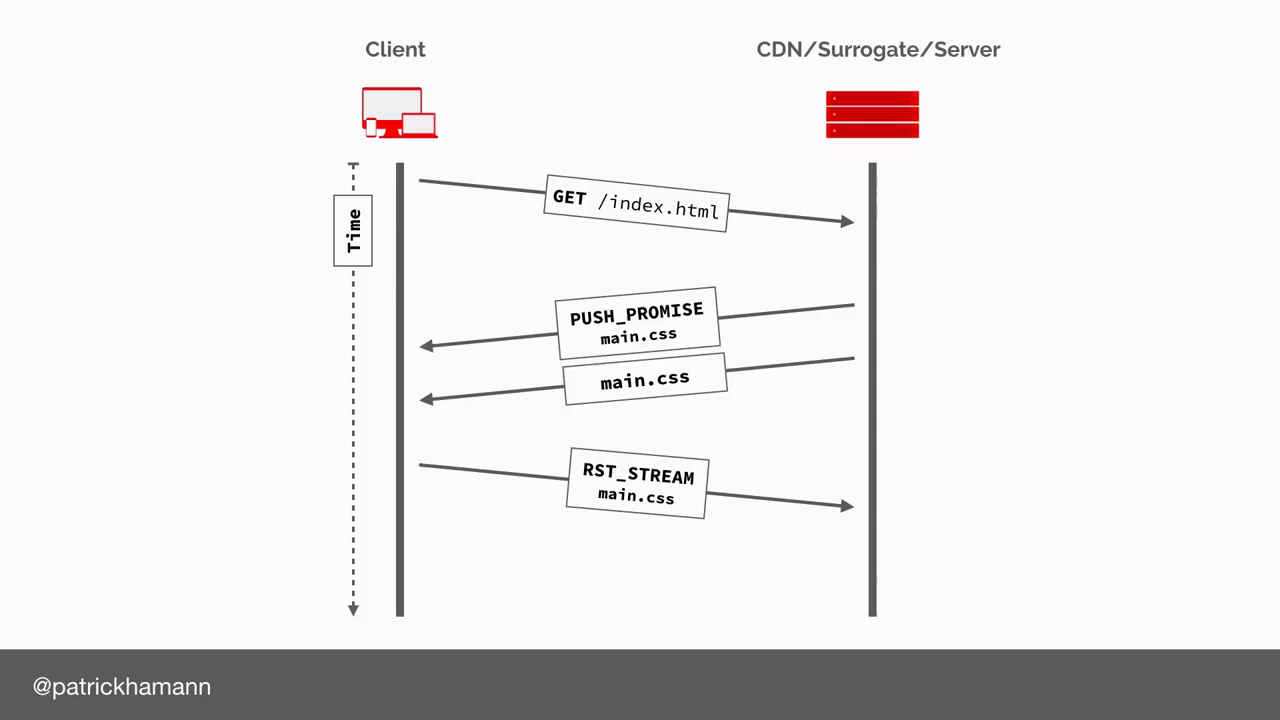 Client
CDN/Surrogate/Server
Time
GET /index.html
PUSH_PROMISE
main.css
main.css
RST_STREAM
main.css
@patrickhamann